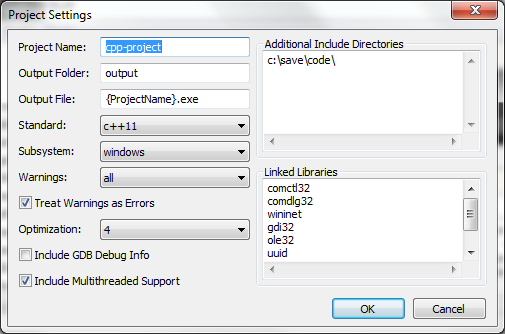 Project Settings
Project Name:
cpp-project
Output Folder:
output
Output File:
{ProjectName}.exe
Standard:
c++11
Subsystem:
windows
Warnings:
all
Treat Warnings as Errors
Optimization:
4
Include GDB Debug Info
Include Multithreaded Support
Additional Include Directories
c:\save\code\
Linked Libraries
comctl32
comdlg32
wininet
gdi32
ole32
uuid
OK
Cancel